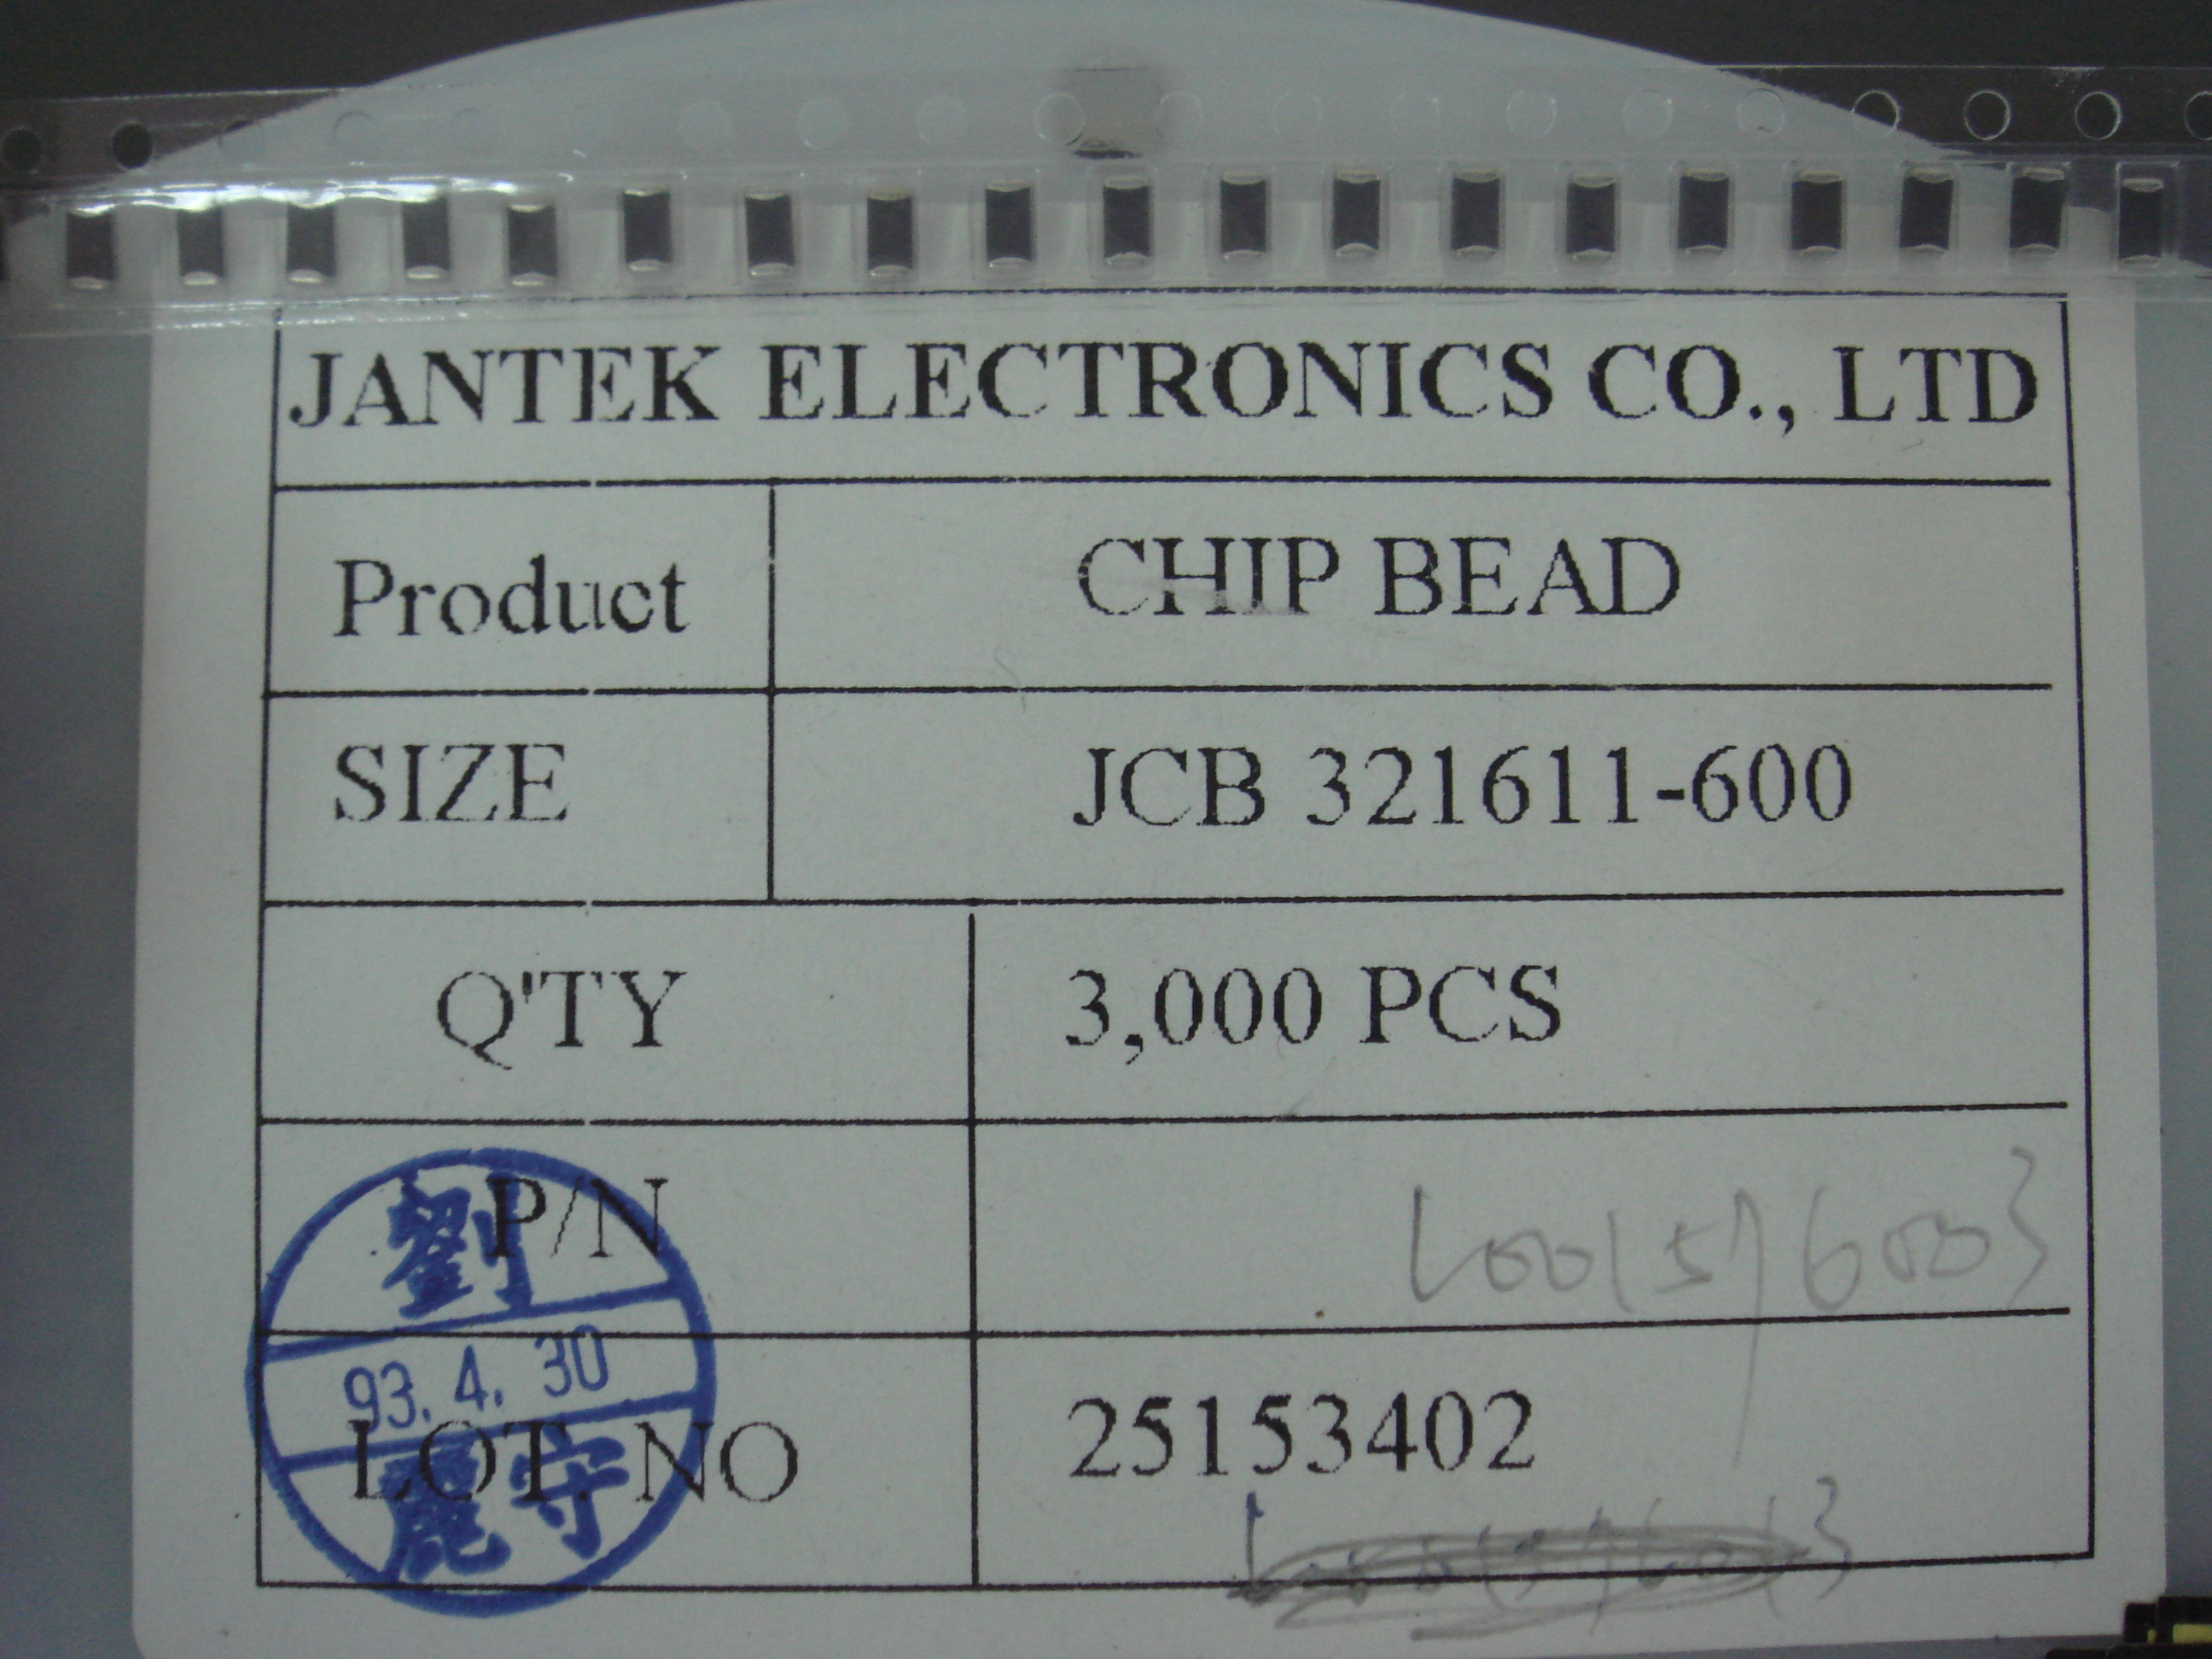 JANTEK ELECTRONICS CO., LTD
Product CHIP BEAD
SIZE JCB 321611-600
Q'TY 3,000 PCS
P/N
劉
93.4.30
LOT. NO 25153402
麗守